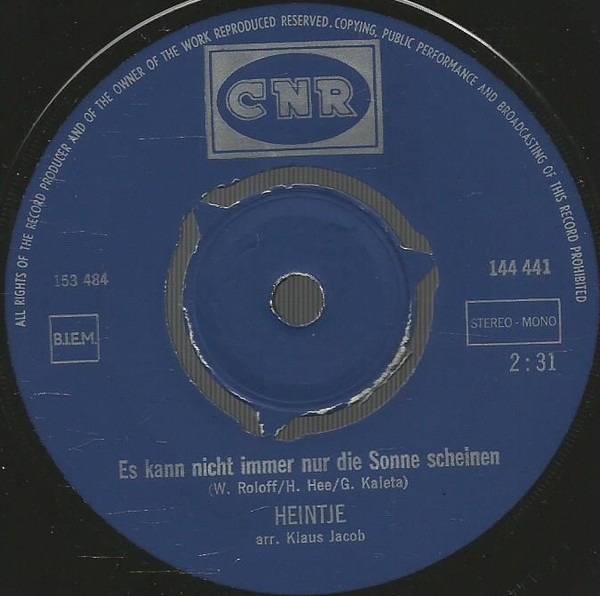 ALL RIGHTS OF THE RECORD PRODUCER AND OF THE OWNER OF THE WORK REPRODUCED RESERVED. COPYING, PUBLIC PERFORMANCE AND BROADCASTING OF THIS RECORD PROHIBITED
CNR
153 484
144 441
B.I.E.M.
STEREO - MONO
2:31
Es kann nicht immer nur die Sonne scheinen
(W. Roloff/H. Hee/G. Kaleta)
HEINTJE
arr. Klaus Jacob